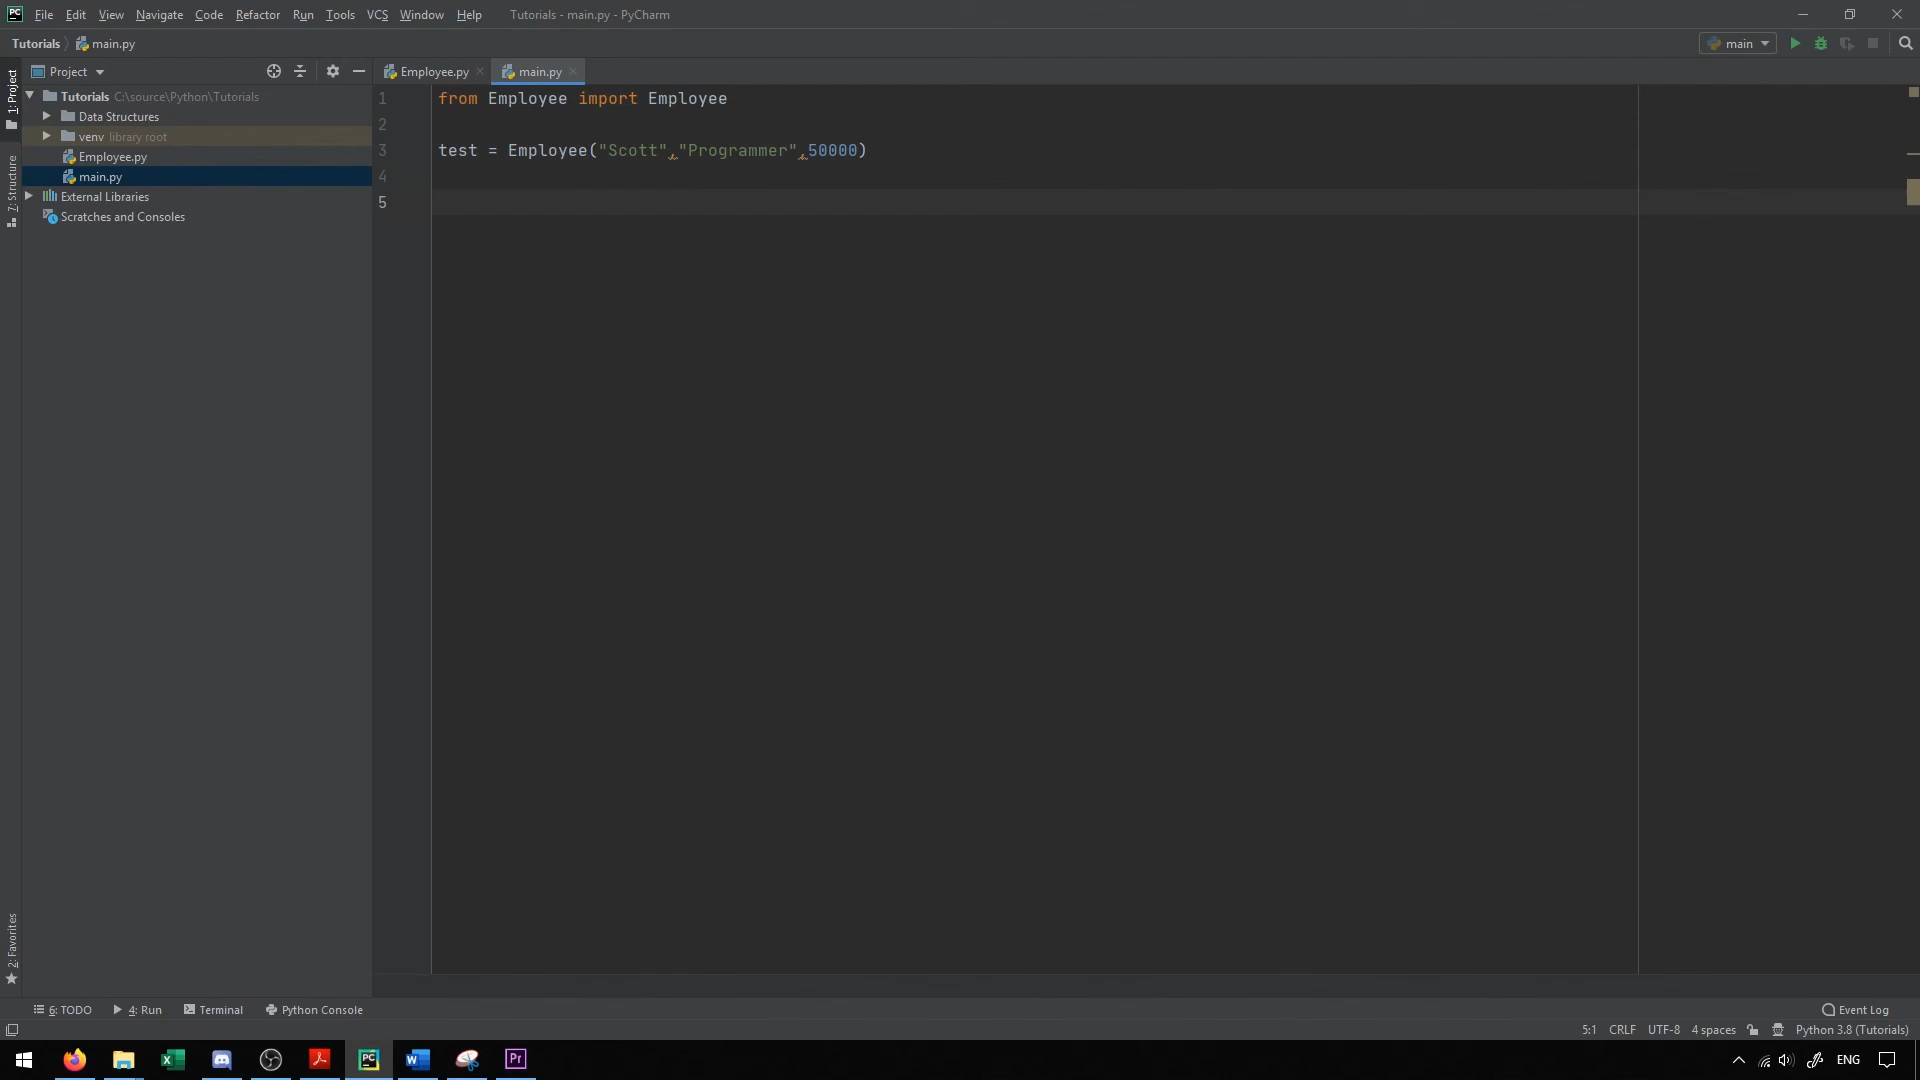 PC File Edit View Navigate Code Refactor Run Tools VCS Window Help Tutorials - main.py - PyCharm
Tutorials main.py main
1: Project
7: Structure
2: Favorites
Project
Tutorials C:\source\Python\Tutorials
Data Structures
venv library root
Employee.py
main.py
External Libraries
Scratches and Consoles
Employee.py main.py
1 from Employee import Employee
2
3 test = Employee("Scott","Programmer",50000)
4
5
6: TODO 4: Run Terminal Python Console Event Log
5:1 CRLF UTF-8 4 spaces Python 3.8 (Tutorials)
X PC W Pr ENG